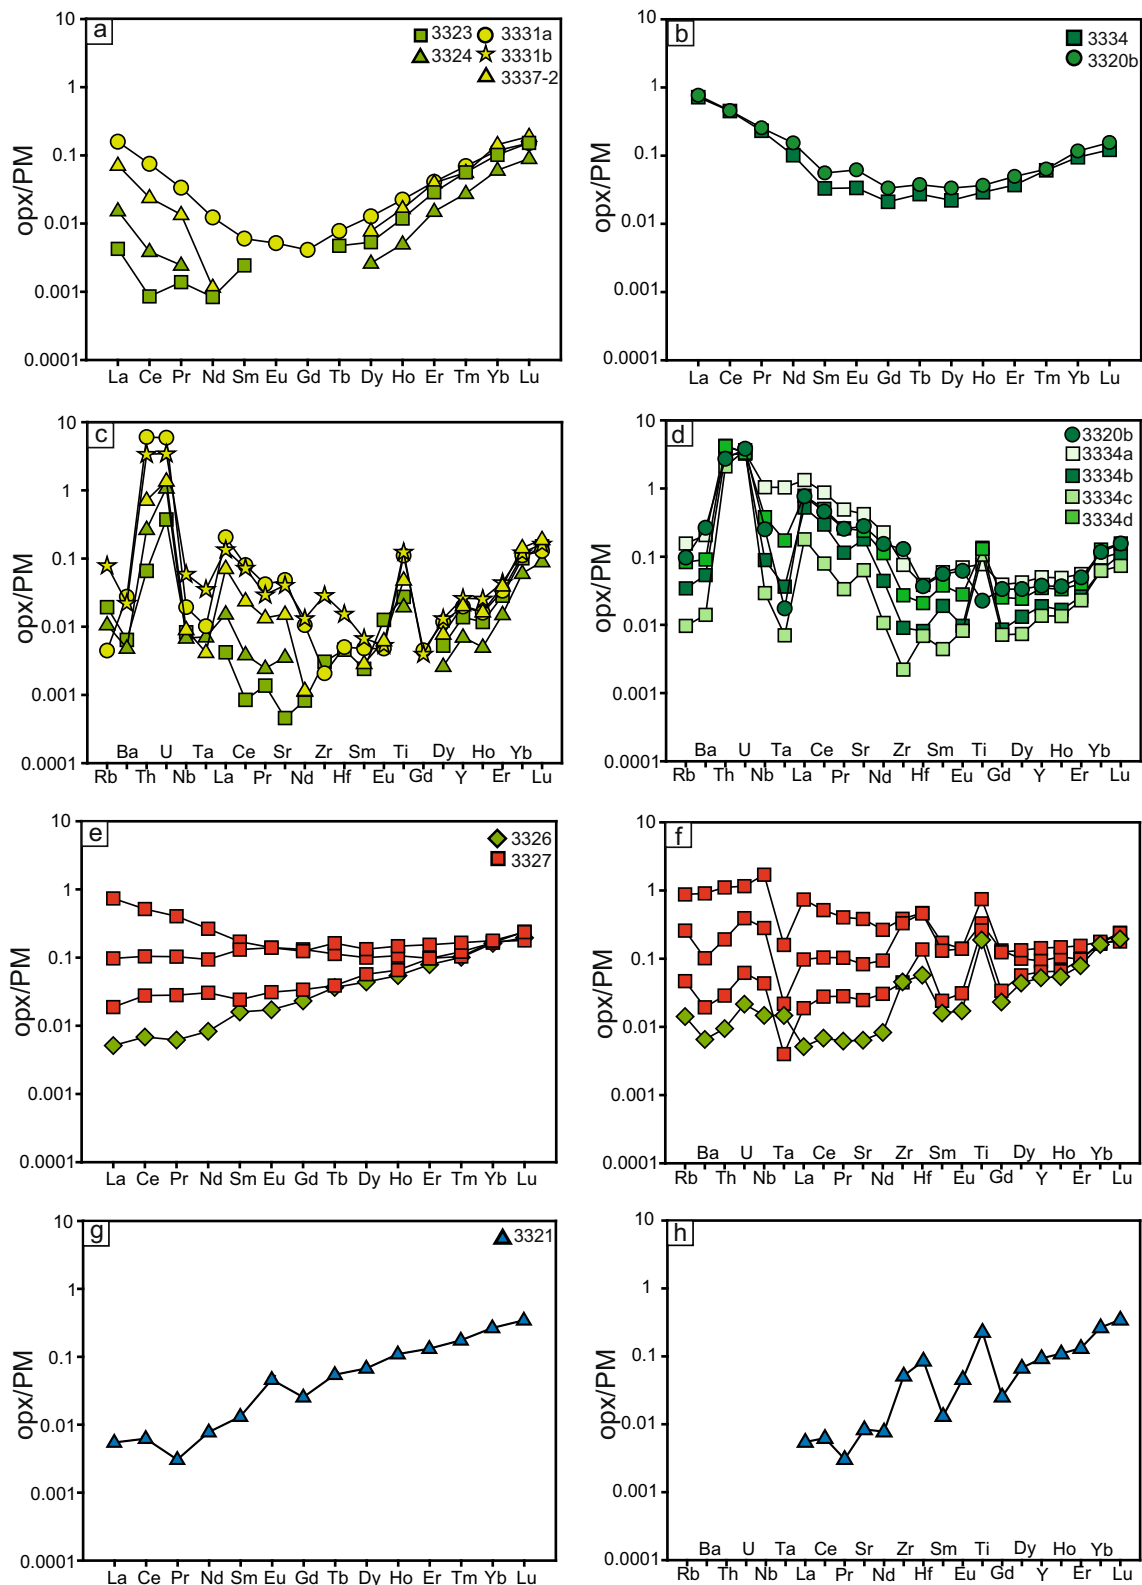 a
3323 3331a
3324 3331b
3337-2
opx/PM
10
1
0.1
0.01
0.001
0.0001
La Ce Pr Nd Sm Eu Gd Tb Dy Ho Er Tm Yb Lu
b
3334
3320b
opx/PM
10
1
0.1
0.01
0.001
0.0001
La Ce Pr Nd Sm Eu Gd Tb Dy Ho Er Tm Yb Lu
c
opx/PM
10
1
0.1
0.01
0.001
0.0001
Ba U Ta Ce Sr Zr Sm Ti Dy Ho Yb
Rb Th Nb La Pr Nd Hf Eu Gd Y Er Lu
d
3320b
3334a
3334b
3334c
3334d
opx/PM
10
1
0.1
0.01
0.001
0.0001
Ba U Ta Ce Sr Zr Sm Ti Dy Ho Yb
Rb Th Nb La Pr Nd Hf Eu Gd Y Er Lu
e
3326
3327
opx/PM
10
1
0.1
0.01
0.001
0.0001
La Ce Pr Nd Sm Eu Gd Tb Dy Ho Er Tm Yb Lu
f
opx/PM
10
1
0.1
0.01
0.001
0.0001
Ba U Ta Ce Sr Zr Sm Ti Dy Ho Yb
Rb Th Nb La Pr Nd Hf Eu Gd Y Er Lu
g
3321
opx/PM
10
1
0.1
0.01
0.001
0.0001
La Ce Pr Nd Sm Eu Gd Tb Dy Ho Er Tm Yb Lu
h
opx/PM
10
1
0.1
0.01
0.001
0.0001
Ba U Ta Ce Sr Zr Sm Ti Dy Ho Yb
Rb Th Nb La Pr Nd Hf Eu Gd Y Er Lu